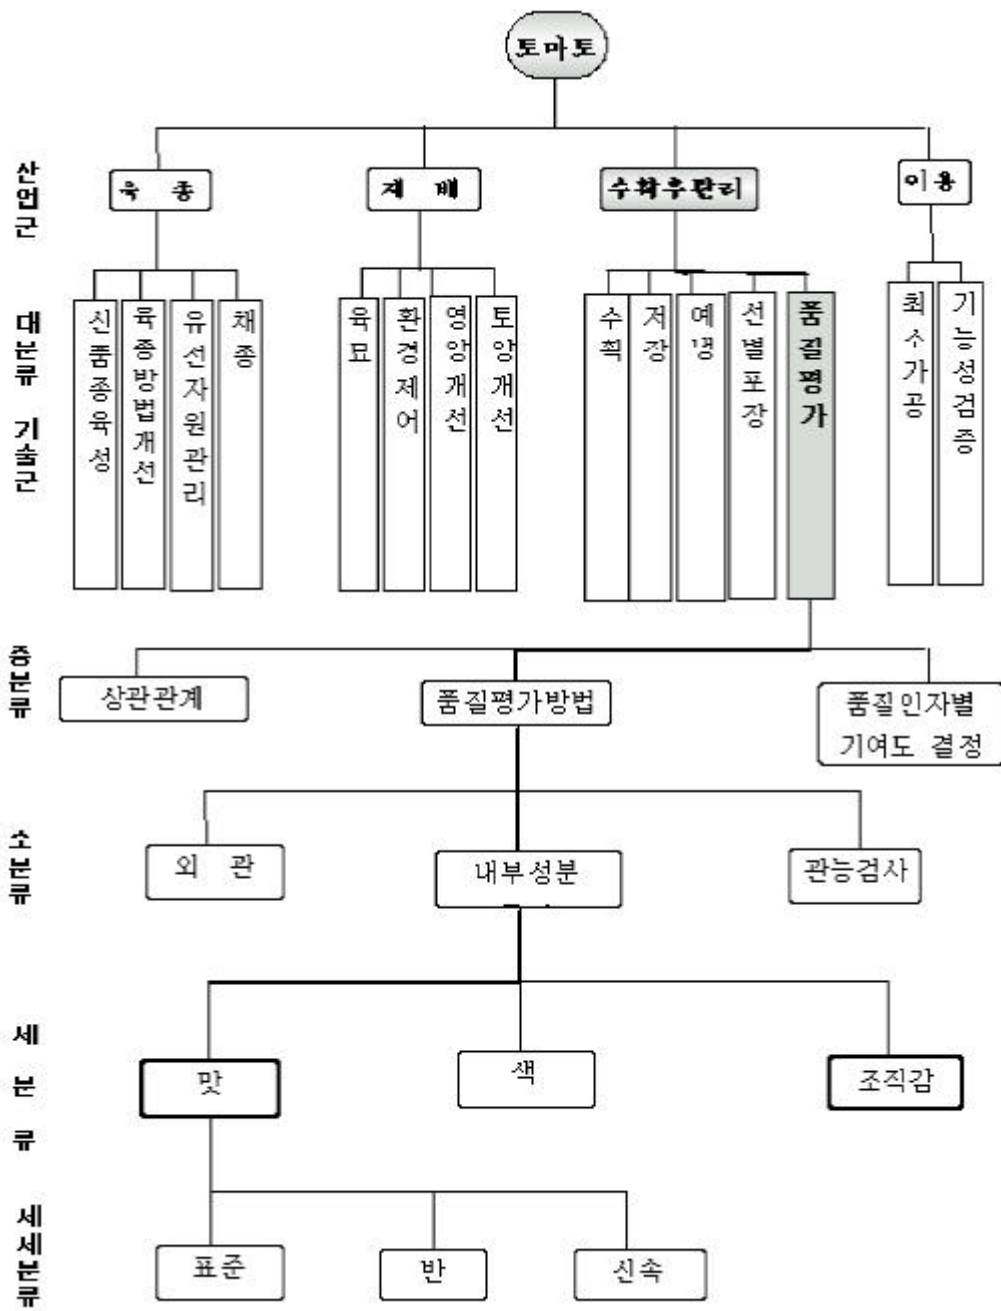 토마토
산업군
육 종
재 배
수확후관리
이용
대분류 기술군
신품종육성
육종방법개선
유선자원관리
채종
육묘
환경제어
영양개선
토양개선
수확
저장
예냉
선별포장
품질평가
최소가공
기능성검증
중분류
상관관계
품질평가방법
품질인자별
기여도 결정
소분류
외 관
내부성분
관능검사
세분류
맛
색
조직감
세세분류
표준
반
신속